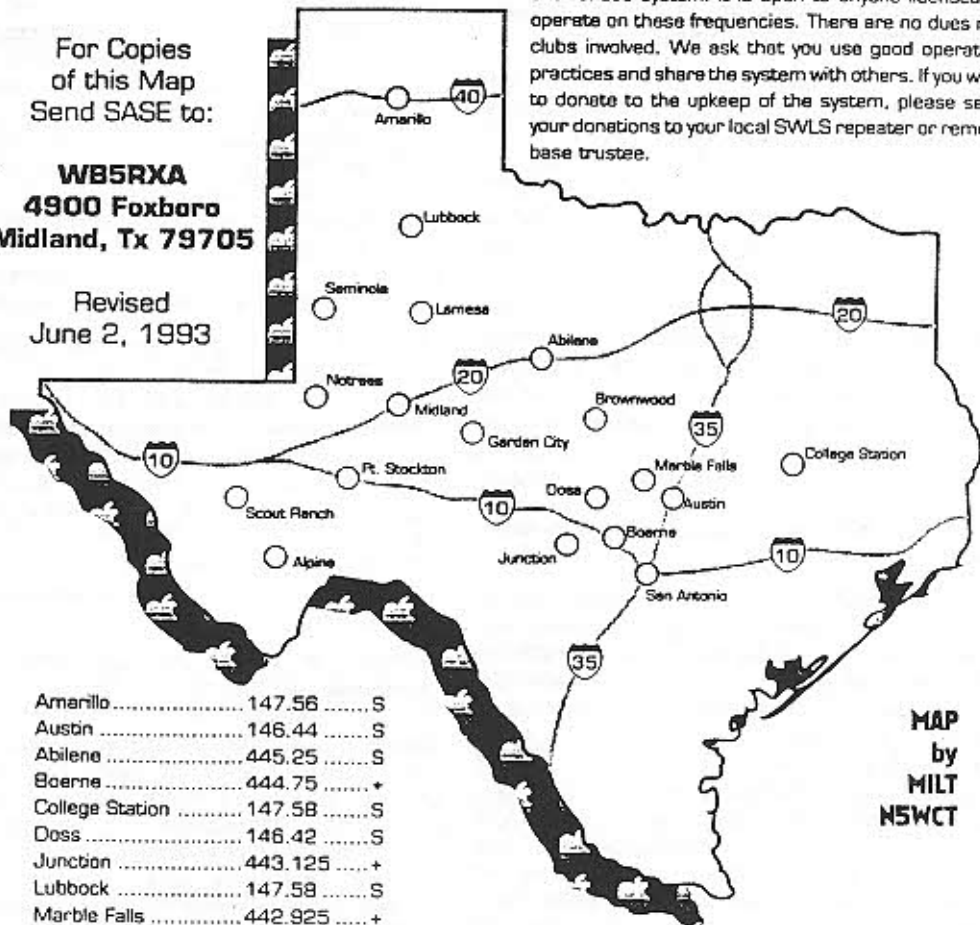 For Copies
of this Map
Send SASE to:
WB5RXA
4900 Foxboro
Midland, Tx 79705
Revised
June 2, 1993
operate on these frequencies. There are no dues
clubs involved. We ask that you use good
practices and share the system with others. If you
to donate to the upkeep of the system, please
your donations to your local SWLS repeater or
base trustee.
40
Amarillo
Lubbock
Seminole
Lamesa
20
Abilene
20
Notrees
Midland
Brownwood
Garden City
35
10
Ft. Stockton
Marble Falls
College Station
Scout Ranch
10
Doss
Austin
Boerne
Junction
10
Alpine
San Antonio
35
Amarillo .................... 147.56 ...... S
Austin ....................... 146.44 ...... S
Abilene ...................... 445.25 ...... S
Boerne ...................... 444.75 ...... +
College Station .......... 147.58 ...... S
Doss ......................... 146.42 ...... S
Junction .................... 443.125 .... +
Lubbock .................... 147.58 ...... S
Marble Falls .............. 442.925 .... +
MAP
by
MILT
N5WCT